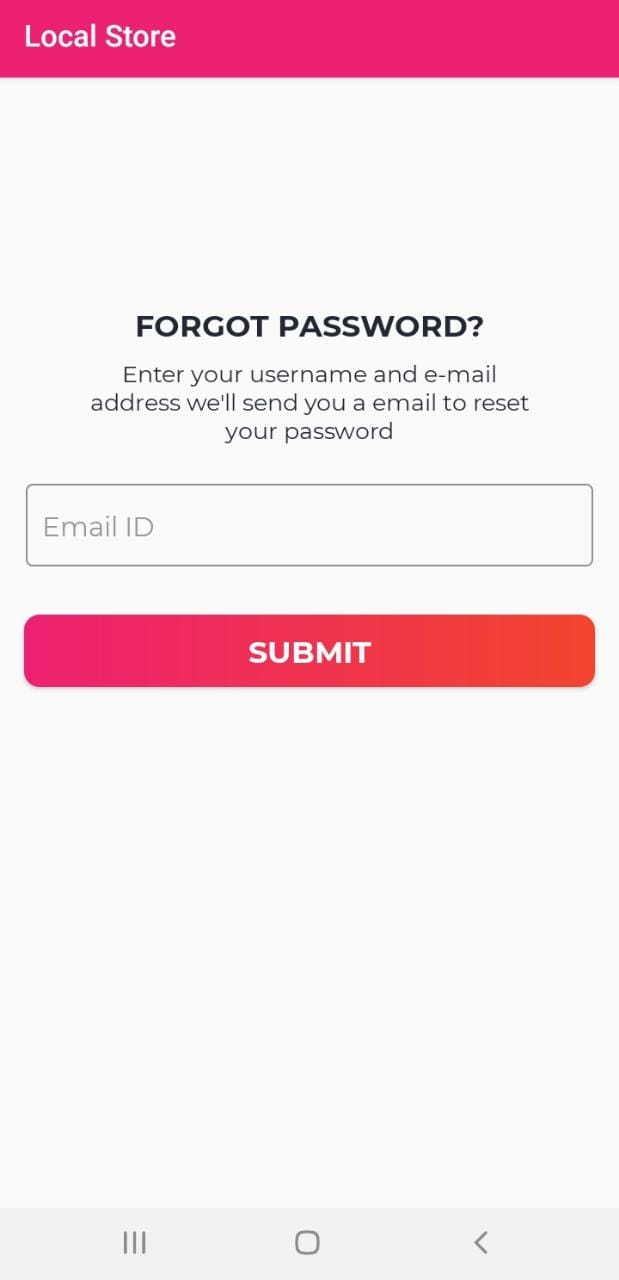 Local Store
FORGOT PASSWORD?
Enter your username and e-mail
address we'll send you a email to reset
your password
Email ID
SUBMIT